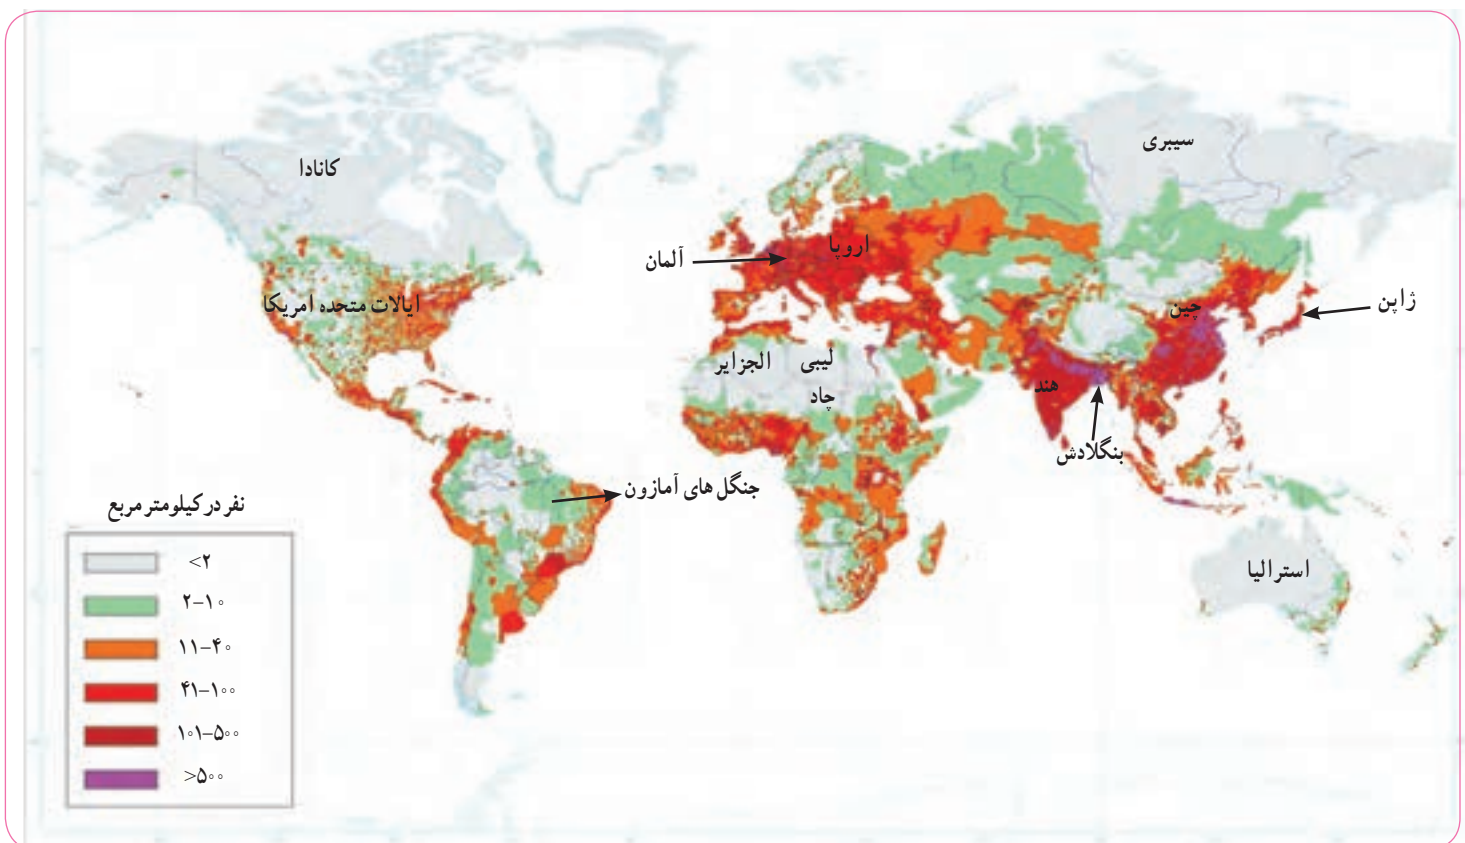 کانادا
سیبری
اروپا
آلمان
ایالات متحده امریکا
چین
ژاپن
الجزایر
لیبی
چاد
هند
بنگلادش
جنگل های آمازون
استرالیا
نفر در کیلومتر مربع
<۲
۲–۱۰
۱۱–۴۰
۴۱–۱۰۰
۱۰۱–۵۰۰
>۵۰۰